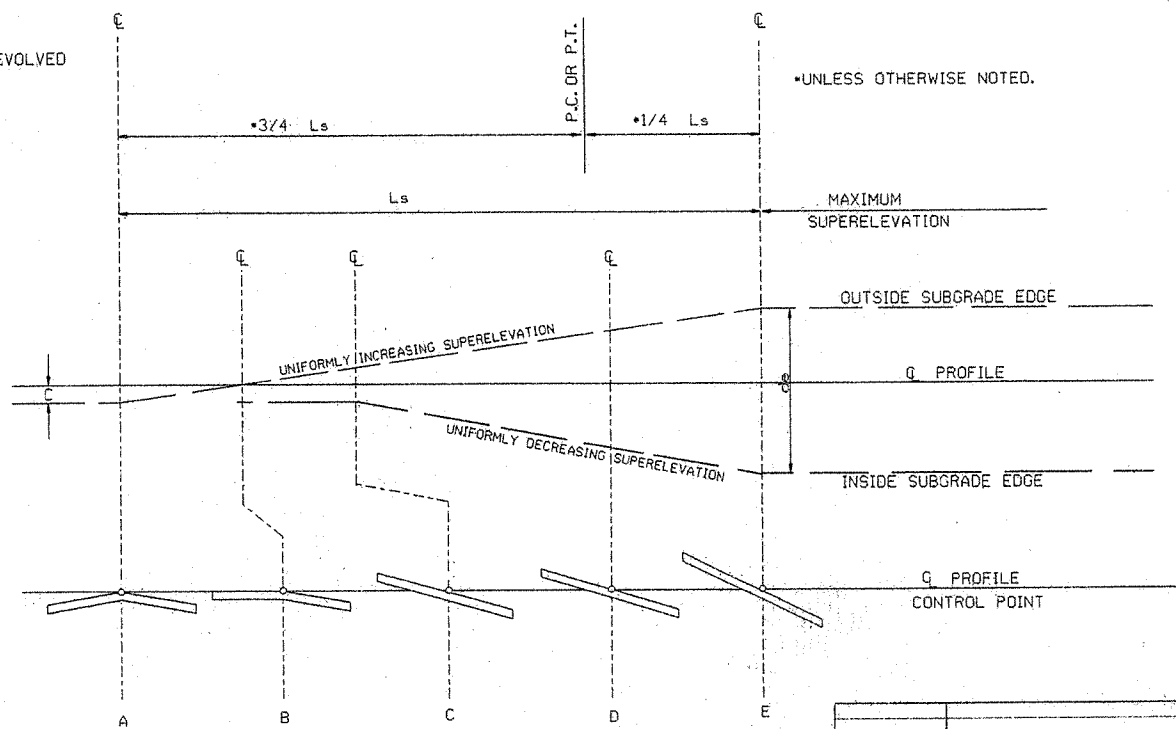 ℄ ℄
EVOLVED
P.C. OR P.T.
*UNLESS OTHERWISE NOTED.
*3/4 Ls *1/4 Ls
Ls
MAXIMUM
SUPERELEVATION
℄ ℄ ℄
OUTSIDE SUBGRADE EDGE
UNIFORMLY INCREASING SUPERELEVATION
C
℄ PROFILE
UNIFORMLY DECREASING SUPERELEVATION
INSIDE SUBGRADE EDGE
℄ PROFILE
CONTROL POINT
A B C D E